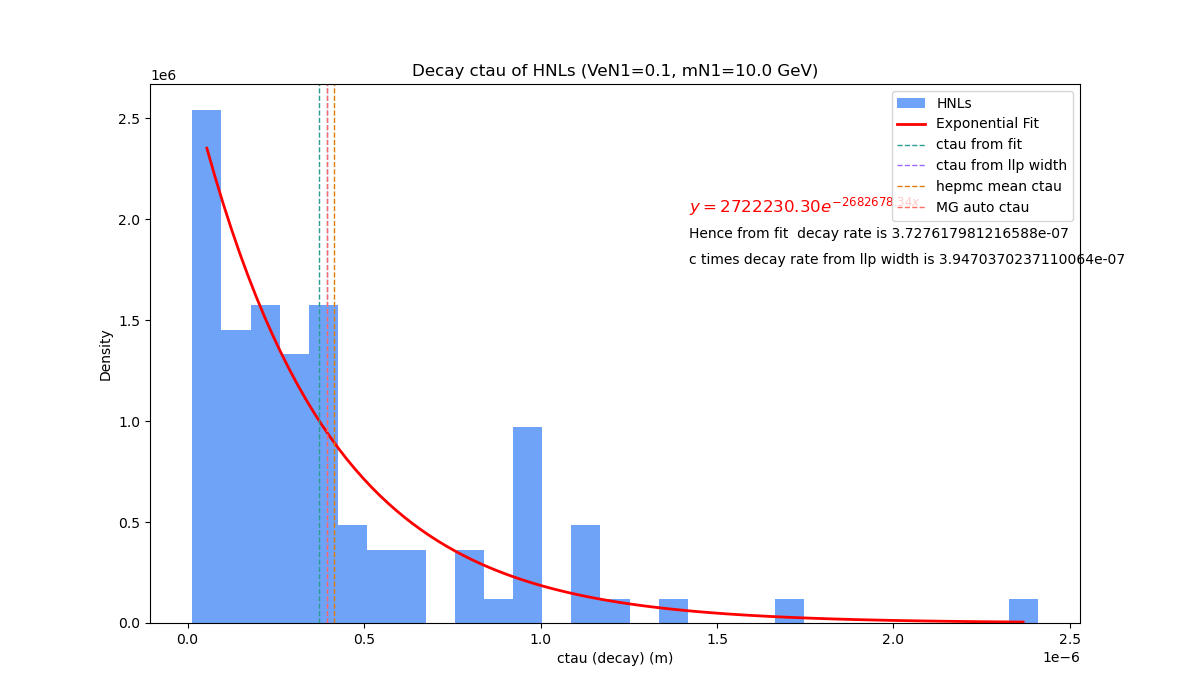 Decay ctau of HNLs (VeN1=0.1, mN1=10.0 GeV)
1e6
HNLs
Exponential Fit
ctau from fit
ctau from llp width
hepmc mean ctau
MG auto ctau
y = 2722230.30e^{-2682678.34x}
Hence from fit  decay rate is 3.727617981216588e-07
c times decay rate from llp width is 3.9470370237110064e-07
2.5
2.0
1.5
1.0
0.5
0.0
Density
0.0 0.5 1.0 1.5 2.0 2.5
1e−6
ctau (decay) (m)